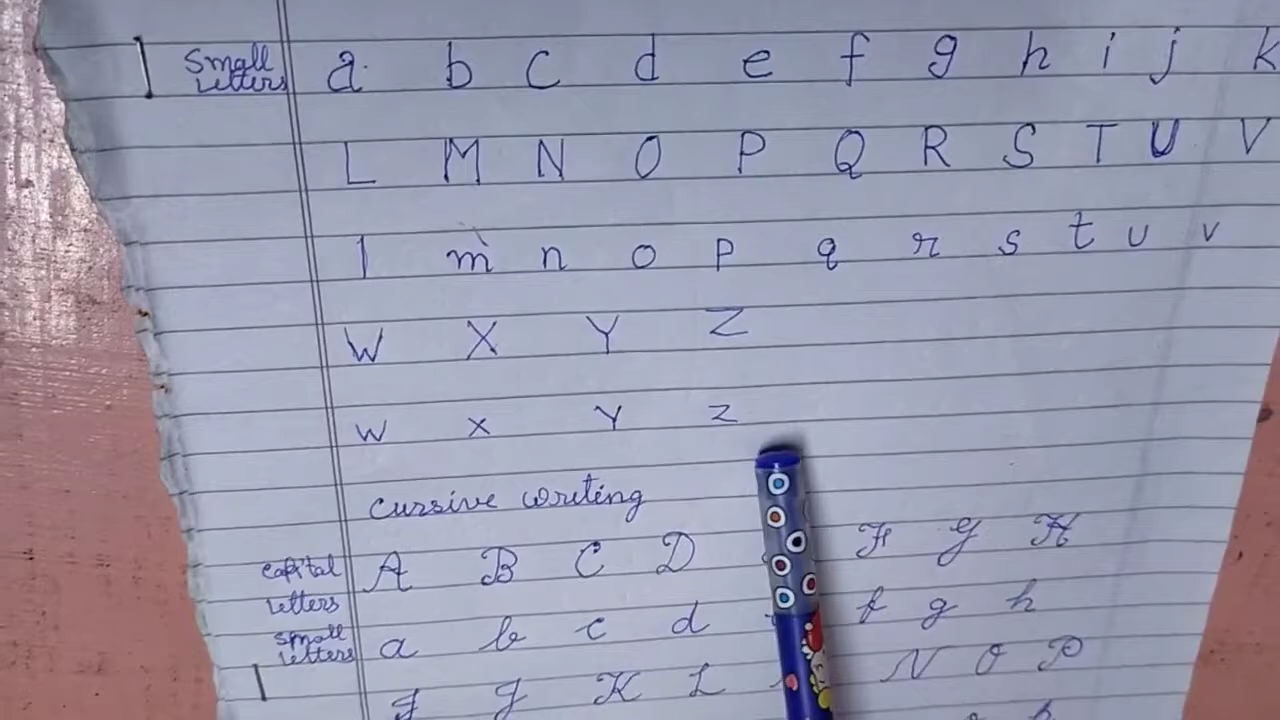 Small Letters a b c d e f g h i j k
L M N O P Q R S T U V
l m n o p q r s t u v
W X Y Z
w x y z
Cursive writing
Capital Letters A B C D F G H
Small Letters a b c d f g h
I J K L N O P